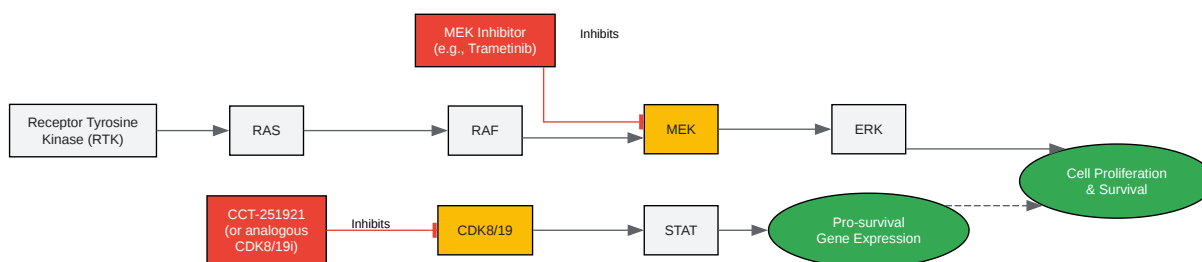 MEK Inhibitor
(e.g., Trametinib)
Inhibits
Receptor Tyrosine
Kinase (RTK)
RAS
RAF
MEK
ERK
Cell Proliferation
& Survival
CCT-251921
(or analogous
CDK8/19i)
Inhibits
CDK8/19
STAT
Pro-survival
Gene Expression